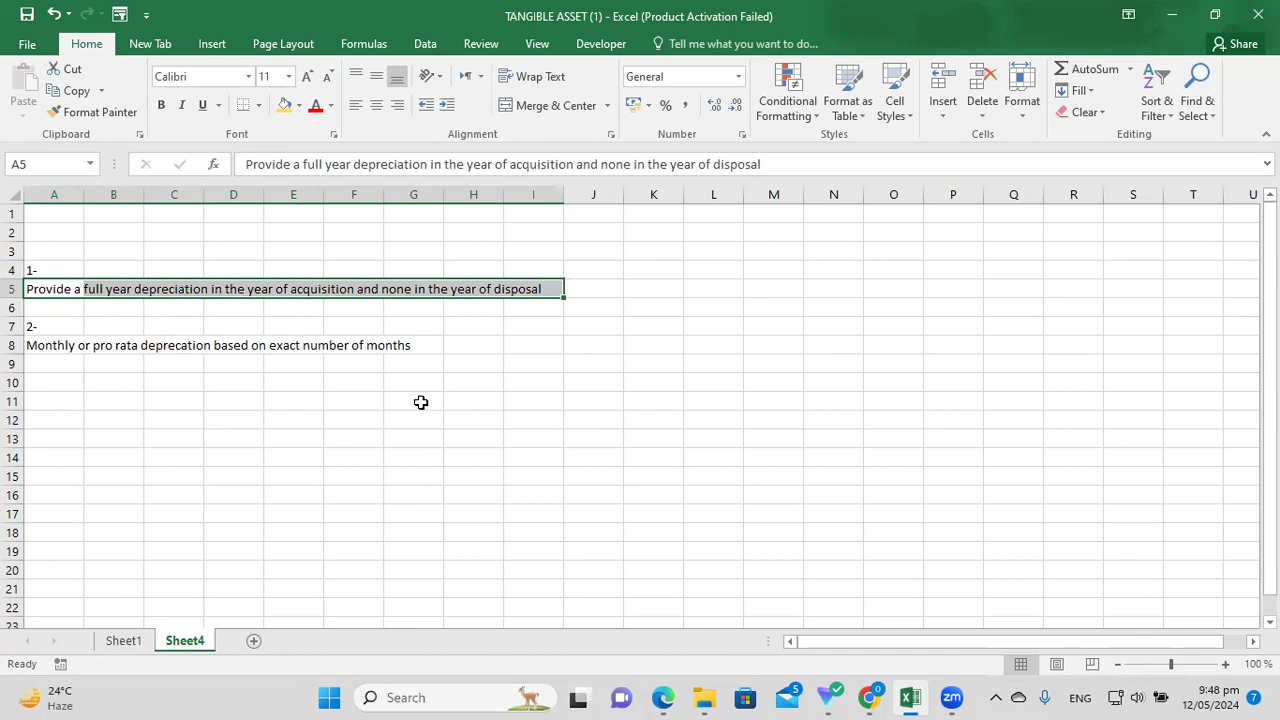 TANGIBLE ASSET (1) - Excel (Product Activation Failed)
File Home New Tab Insert Page Layout Formulas Data Review View Developer Tell me what you want to do... Share
Paste Cut Copy Format Painter
Calibri 11 Wrap Text General Conditional Formatting Format as Table Cell Styles Insert Delete Format AutoSum Fill Clear Sort & Filter Find & Select
B I U A Merge & Center %
Clipboard Font Alignment Number Styles Cells Editing
A5 fx Provide a full year depreciation in the year of acquisition and none in the year of disposal
A B C D E F G H I J K L M N O P Q R S T U
1
2
3
4 1-
5 Provide a full year depreciation in the year of acquisition and none in the year of disposal
6
7 2-
8 Monthly or pro rata deprecation based on exact number of months
9
10
11
12
13
14
15
16
17
18
19
20
21
22
23
Sheet1 Sheet4
Ready 100 %
24°C Haze Search 5 0 zm ENG 9:48 pm 12/05/2024 7